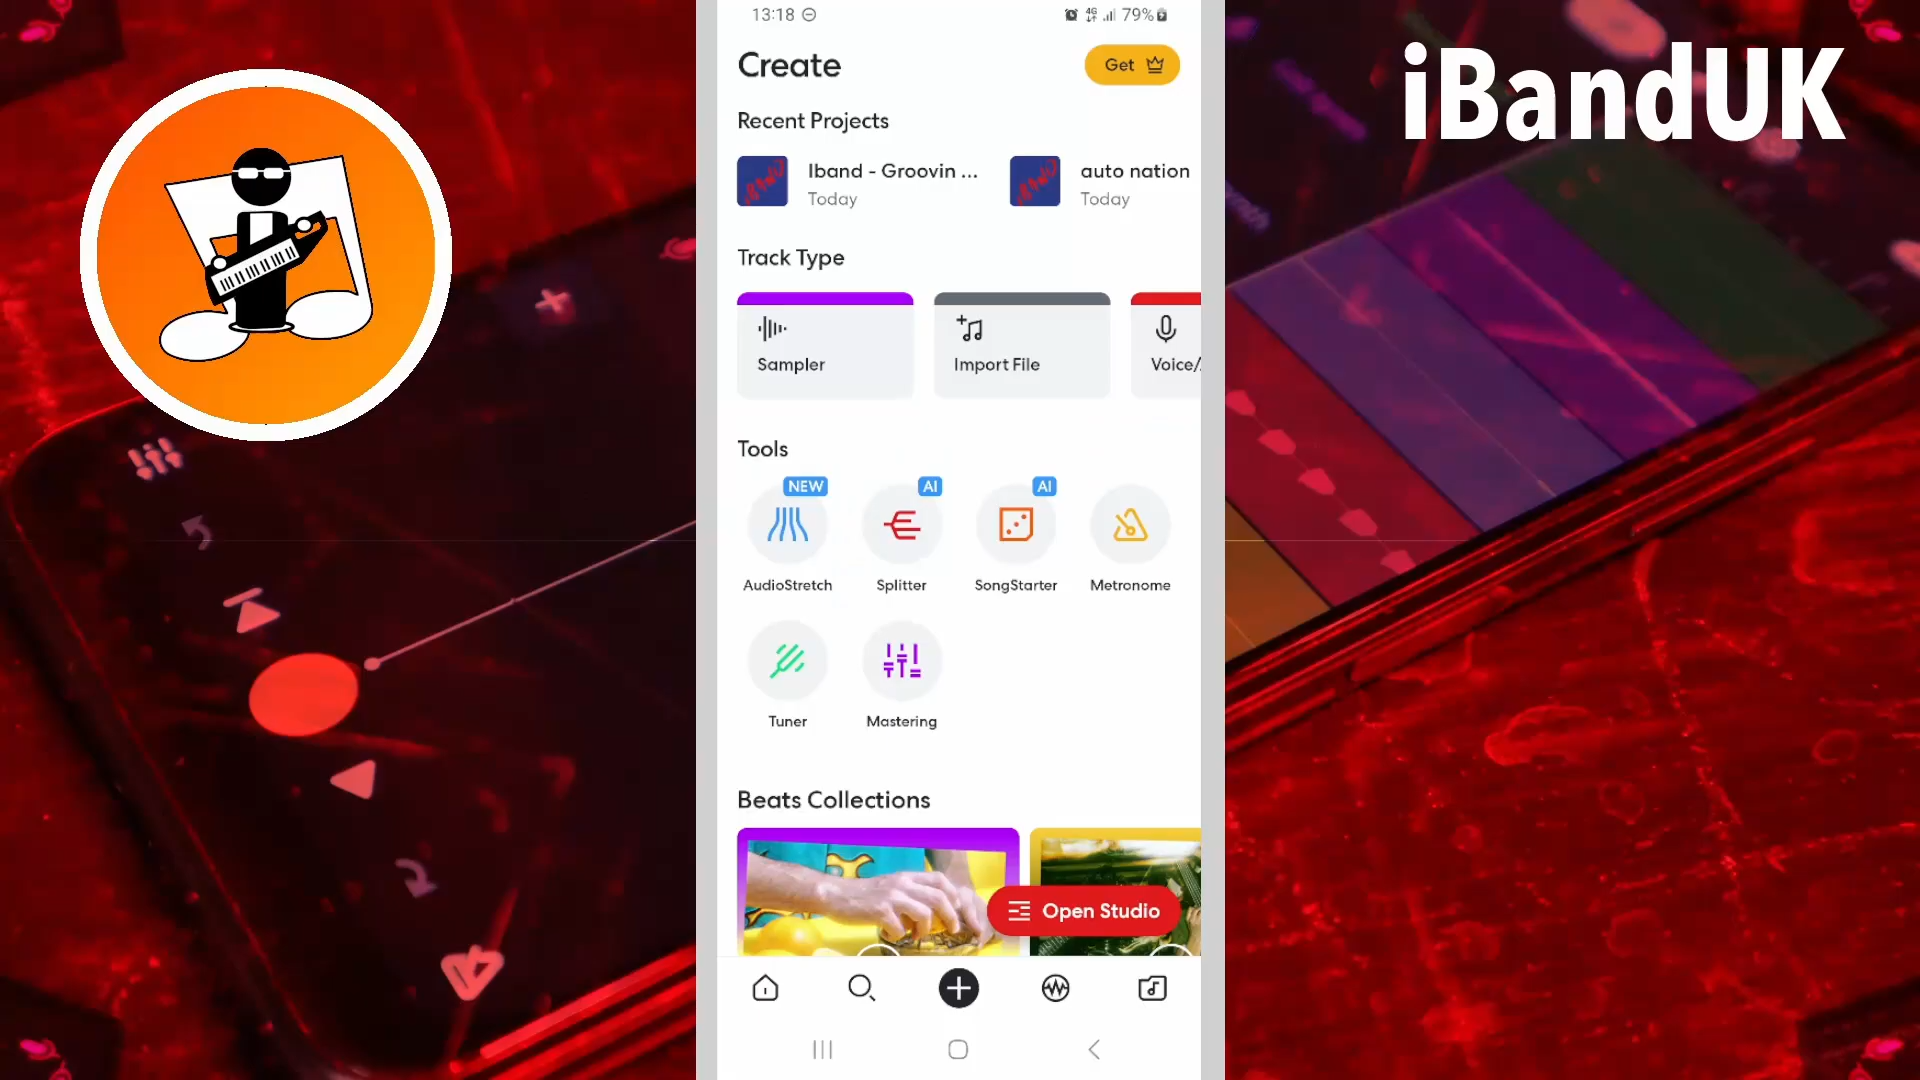 13:18
4G
79%
iBandUK
Create
Get
Recent Projects
Iband - Groovin ...
Today
auto nation
Today
Track Type
Sampler
Import File
Voice/
Tools
NEW
AI
AI
AudioStretch
Splitter
SongStarter
Metronome
Tuner
Mastering
Beats Collections
Open Studio